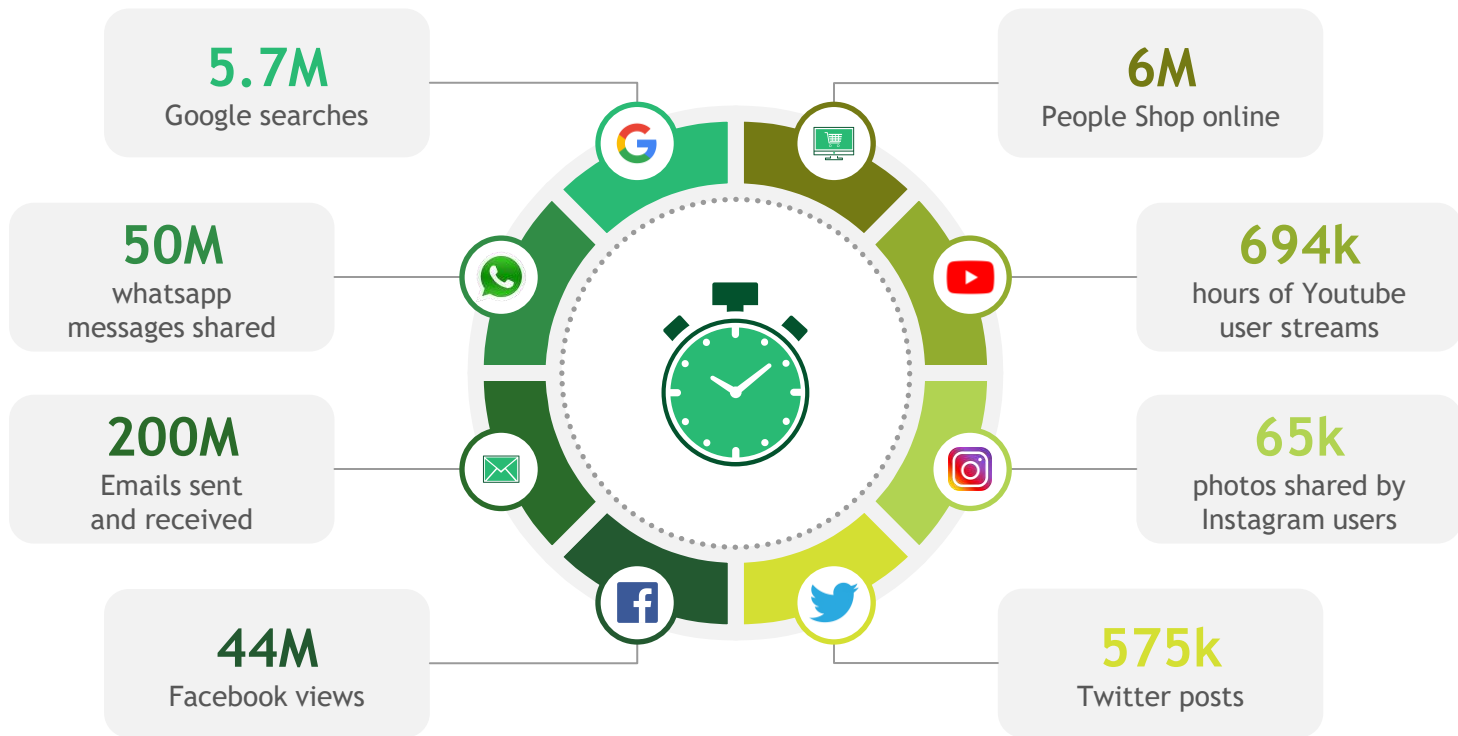 5.7M
Google searches
6M
People Shop online
50M
whatsapp
messages shared
694k
hours of Youtube
user streams
200M
Emails sent
and received
65k
photos shared by
Instagram users
44M
Facebook views
575k
Twitter posts